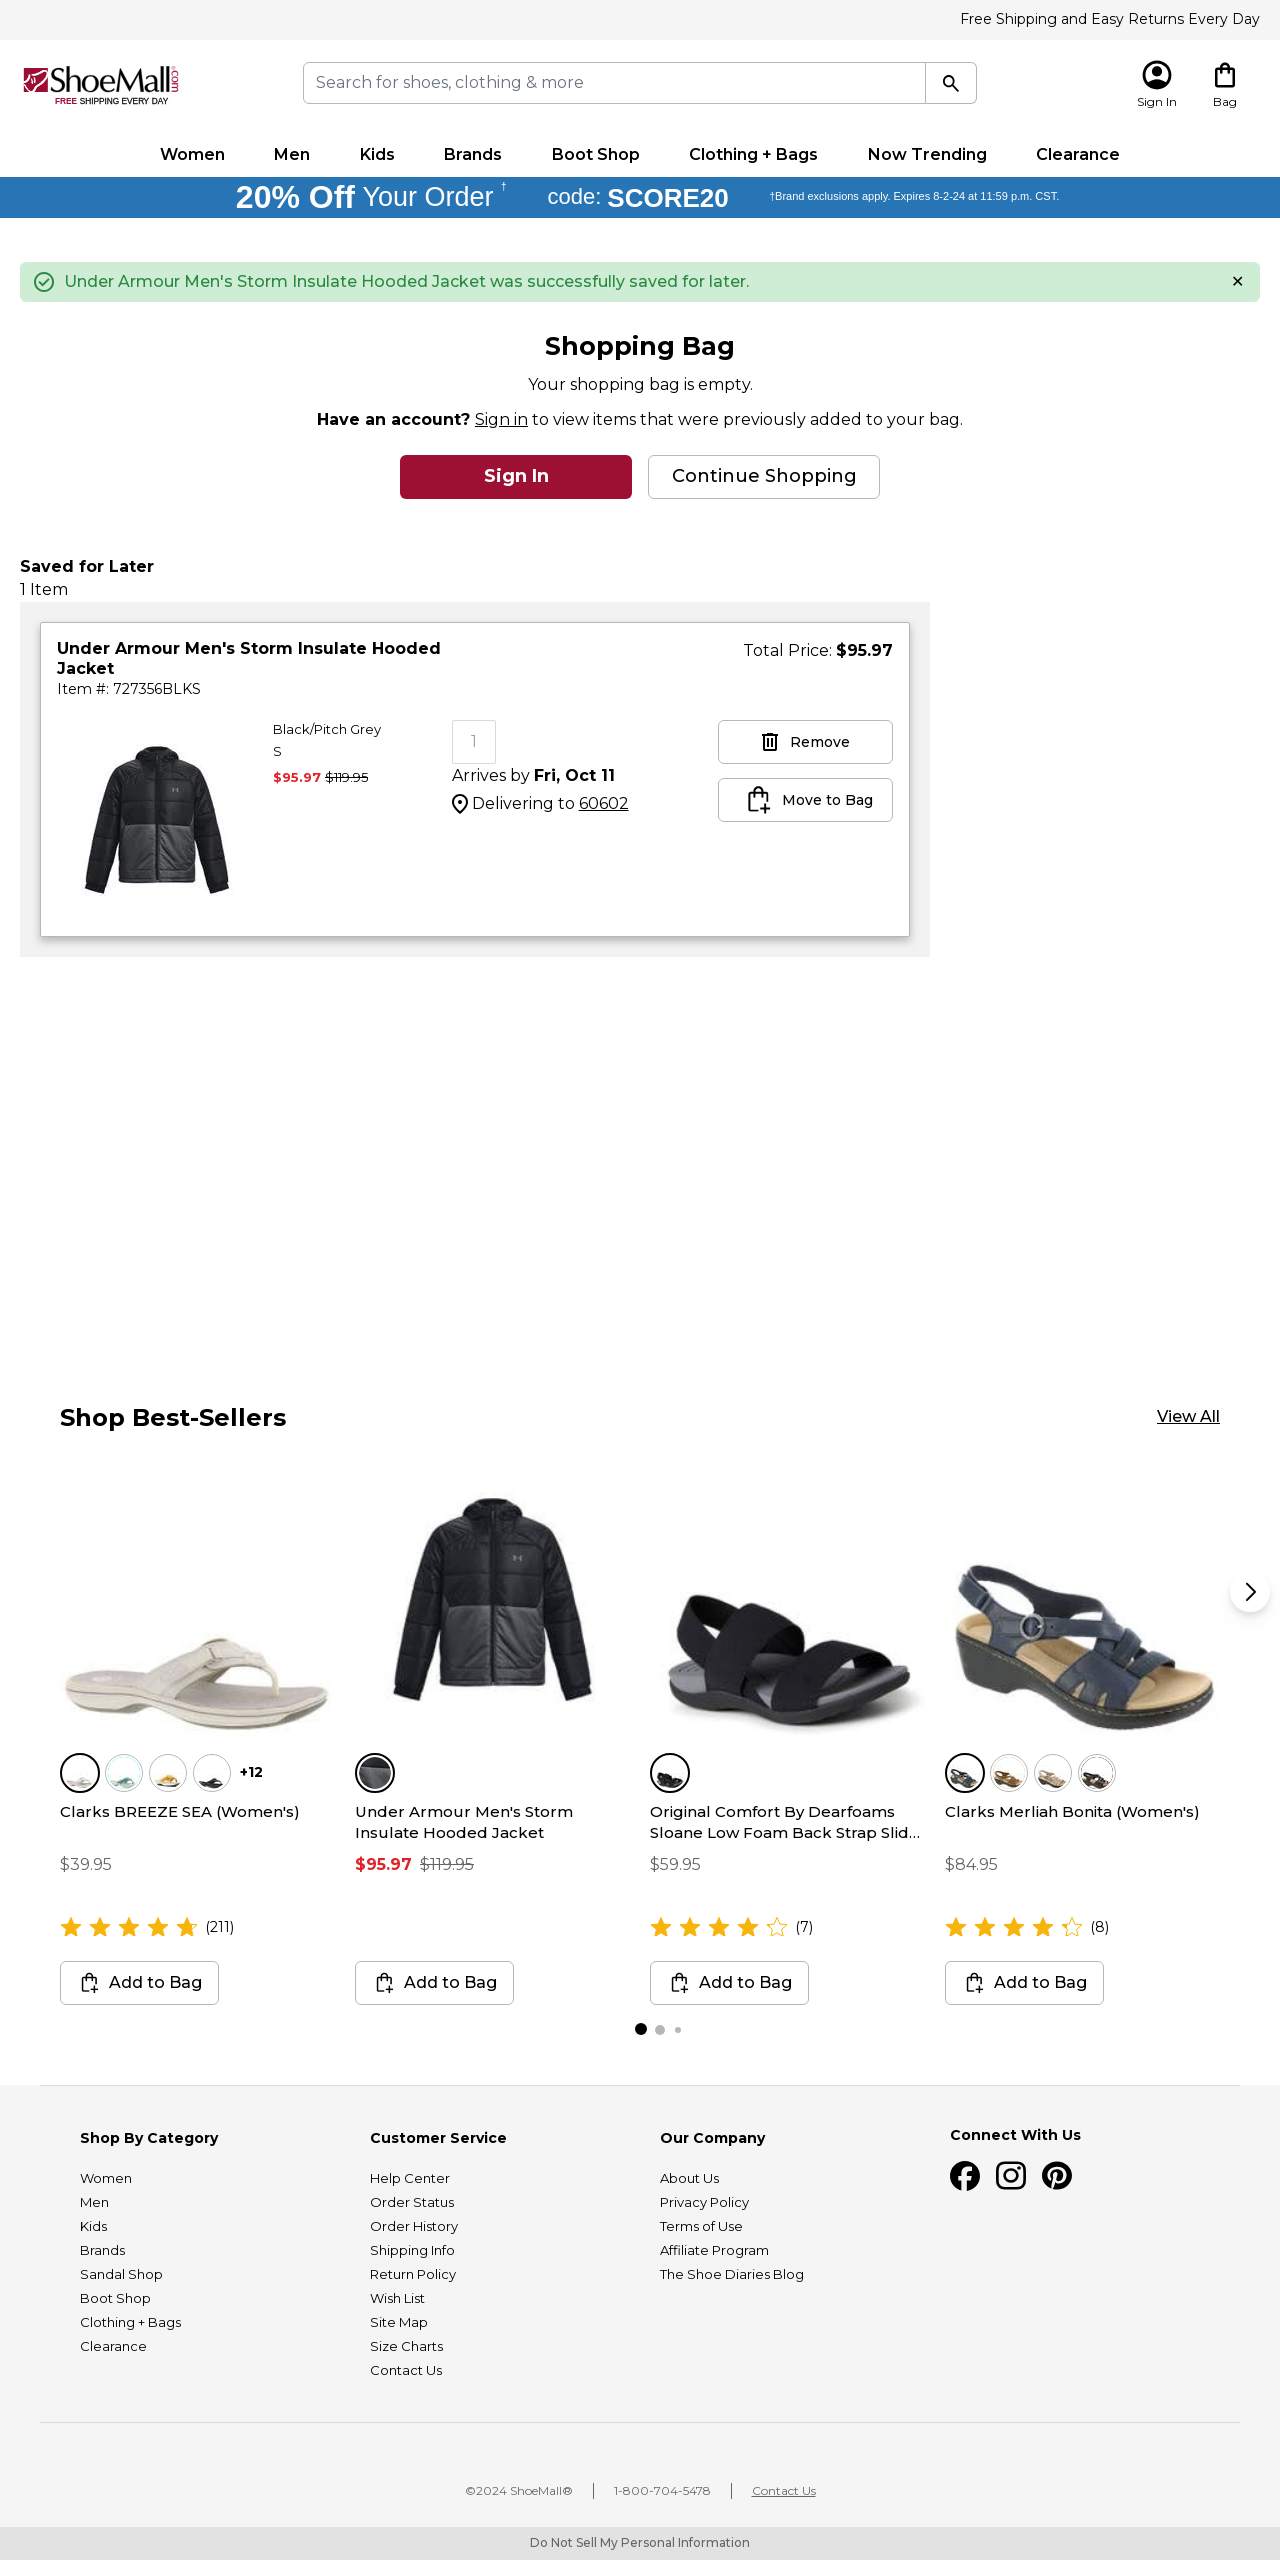 Free Shipping and Easy Returns Every Day
ShoeMall®.com
FREE SHIPPING EVERY DAY
Search for shoes, clothing & more
Sign In
Bag
Women
Men
Kids
Brands
Boot Shop
Clothing + Bags
Now Trending
Clearance
20% Off Your Order † code: SCORE20 †Brand exclusions apply. Expires 8-2-24 at 11:59 p.m. CST.
Under Armour Men's Storm Insulate Hooded Jacket was successfully saved for later.
Shopping Bag
Your shopping bag is empty.
Have an account? Sign in to view items that were previously added to your bag.
Sign In
Continue Shopping
Saved for Later
1 Item
Under Armour Men's Storm Insulate Hooded
Jacket
Item #: 727356BLKS
Total Price: $95.97
Black/Pitch Grey
S
$95.97 $119.95
1
Arrives by Fri, Oct 11
Delivering to 60602
Remove
Move to Bag
Shop Best-Sellers
View All
+12
Clarks BREEZE SEA (Women's)
$39.95
(211)
Add to Bag
Under Armour Men's Storm
Insulate Hooded Jacket
$95.97 $119.95
Add to Bag
Original Comfort By Dearfoams
Sloane Low Foam Back Strap Slid...
$59.95
(7)
Add to Bag
Clarks Merliah Bonita (Women's)
$84.95
(8)
Add to Bag
Shop By Category
Women
Men
Kids
Brands
Sandal Shop
Boot Shop
Clothing + Bags
Clearance
Customer Service
Help Center
Order Status
Order History
Shipping Info
Return Policy
Wish List
Site Map
Size Charts
Contact Us
Our Company
About Us
Privacy Policy
Terms of Use
Affiliate Program
The Shoe Diaries Blog
Connect With Us
©2024 ShoeMall®
1-800-704-5478
Contact Us
Do Not Sell My Personal Information